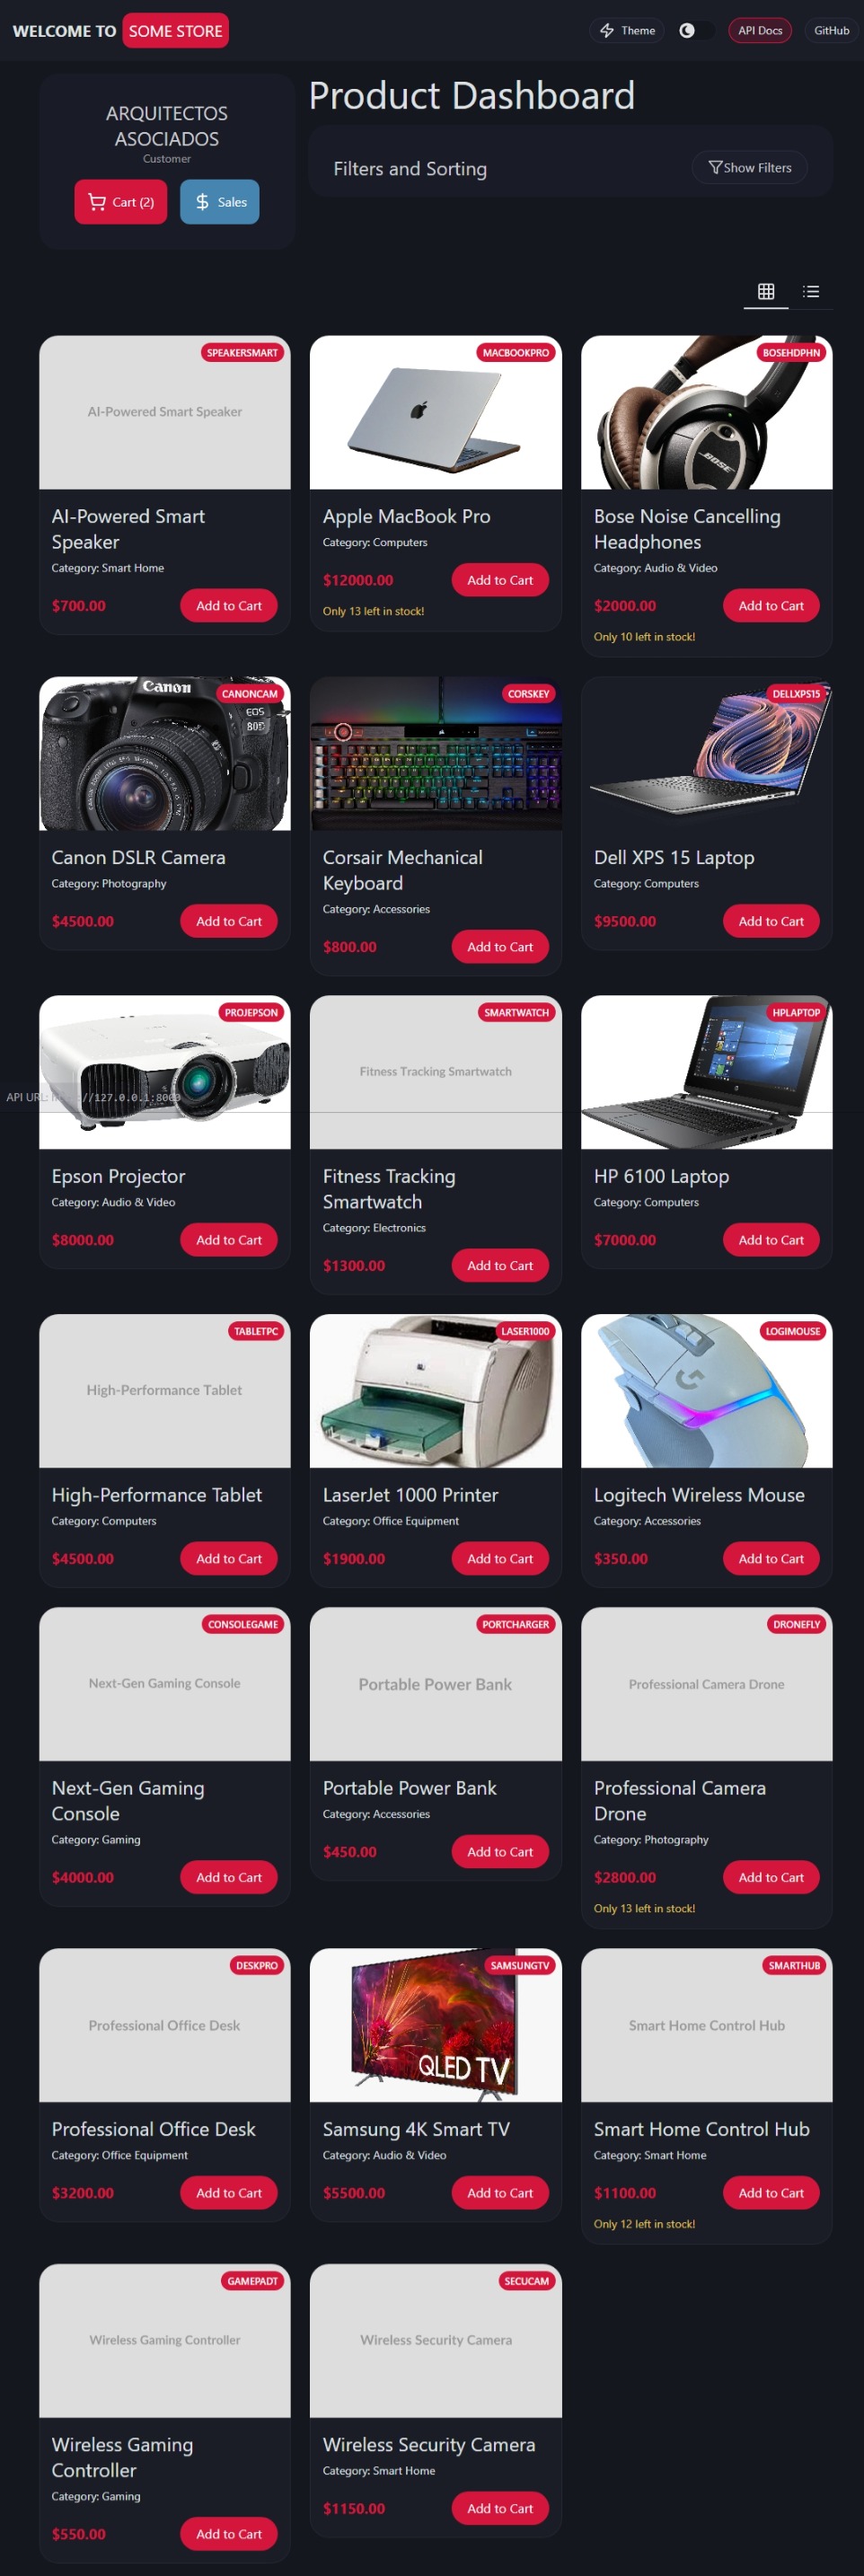 WELCOME TO SOME STORE
Theme
API Docs
GitHub
ARQUITECTOS
ASOCIADOS
Customer
Cart (2)
Sales
Product Dashboard
Filters and Sorting
Show Filters
SPEAKERSMART
AI-Powered Smart Speaker
AI-Powered Smart
Speaker
Category: Smart Home
$700.00
Add to Cart
MACBOOKPRO
Apple MacBook Pro
Category: Computers
$12000.00
Add to Cart
Only 13 left in stock!
BOSEHDPHN
BOSE
Bose Noise Cancelling
Headphones
Category: Audio & Video
$2000.00
Add to Cart
Only 10 left in stock!
CANONCAM
Canon
EOS
80D
Canon DSLR Camera
Category: Photography
$4500.00
Add to Cart
CORSKEY
Corsair Mechanical
Keyboard
Category: Accessories
$800.00
Add to Cart
DELLXPS15
Dell XPS 15 Laptop
Category: Computers
$9500.00
Add to Cart
PROJEPSON
API URL: //127.0.0.1:8000
Epson Projector
Category: Audio & Video
$8000.00
Add to Cart
SMARTWATCH
Fitness Tracking Smartwatch
Fitness Tracking
Smartwatch
Category: Electronics
$1300.00
Add to Cart
HPLAPTOP
HP 6100 Laptop
Category: Computers
$7000.00
Add to Cart
TABLETPC
High-Performance Tablet
High-Performance Tablet
Category: Computers
$4500.00
Add to Cart
LASER1000
LaserJet 1000 Printer
Category: Office Equipment
$1900.00
Add to Cart
LOGIMOUSE
Logitech Wireless Mouse
Category: Accessories
$350.00
Add to Cart
CONSOLEGAME
Next-Gen Gaming Console
Next-Gen Gaming
Console
Category: Gaming
$4000.00
Add to Cart
PORTCHARGER
Portable Power Bank
Portable Power Bank
Category: Accessories
$450.00
Add to Cart
DRONEFLY
Professional Camera Drone
Professional Camera
Drone
Category: Photography
$2800.00
Add to Cart
Only 13 left in stock!
DESKPRO
Professional Office Desk
Professional Office Desk
Category: Office Equipment
$3200.00
Add to Cart
SAMSUNGTV
QLED TV
Samsung 4K Smart TV
Category: Audio & Video
$5500.00
Add to Cart
SMARTHUB
Smart Home Control Hub
Smart Home Control Hub
Category: Smart Home
$1100.00
Add to Cart
Only 12 left in stock!
GAMEPADT
Wireless Gaming Controller
Wireless Gaming
Controller
Category: Gaming
$550.00
Add to Cart
SECUCAM
Wireless Security Camera
Wireless Security Camera
Category: Smart Home
$1150.00
Add to Cart